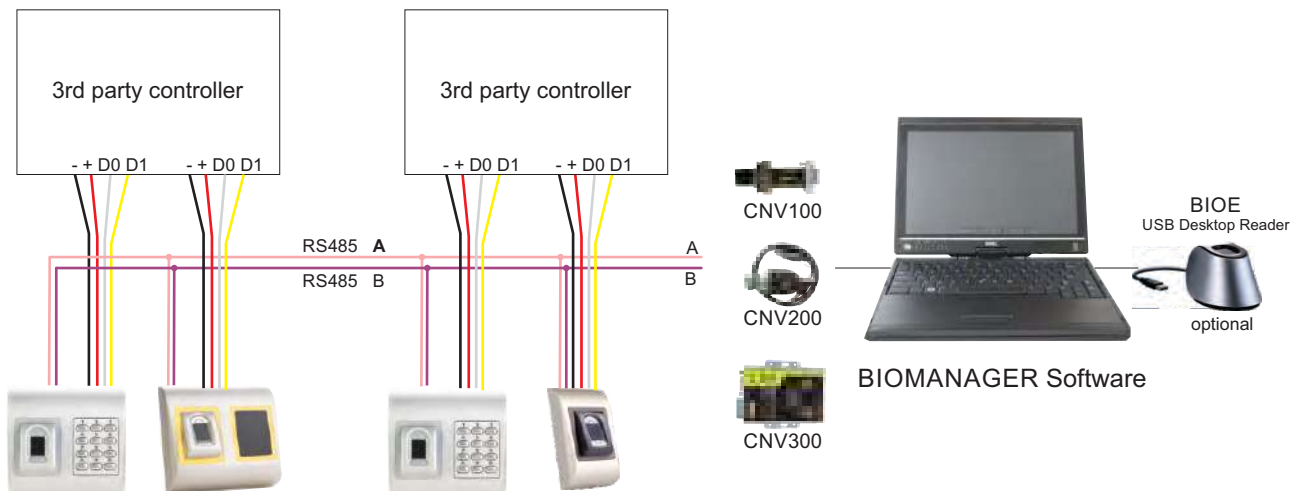 3rd party controller
3rd party controller
- + D0 D1
- + D0 D1
- + D0 D1
- + D0 D1
RS485 A
A
RS485 B
B
CNV100
CNV200
CNV300
BIOE
USB Desktop Reader
optional
BIOMANAGER Software